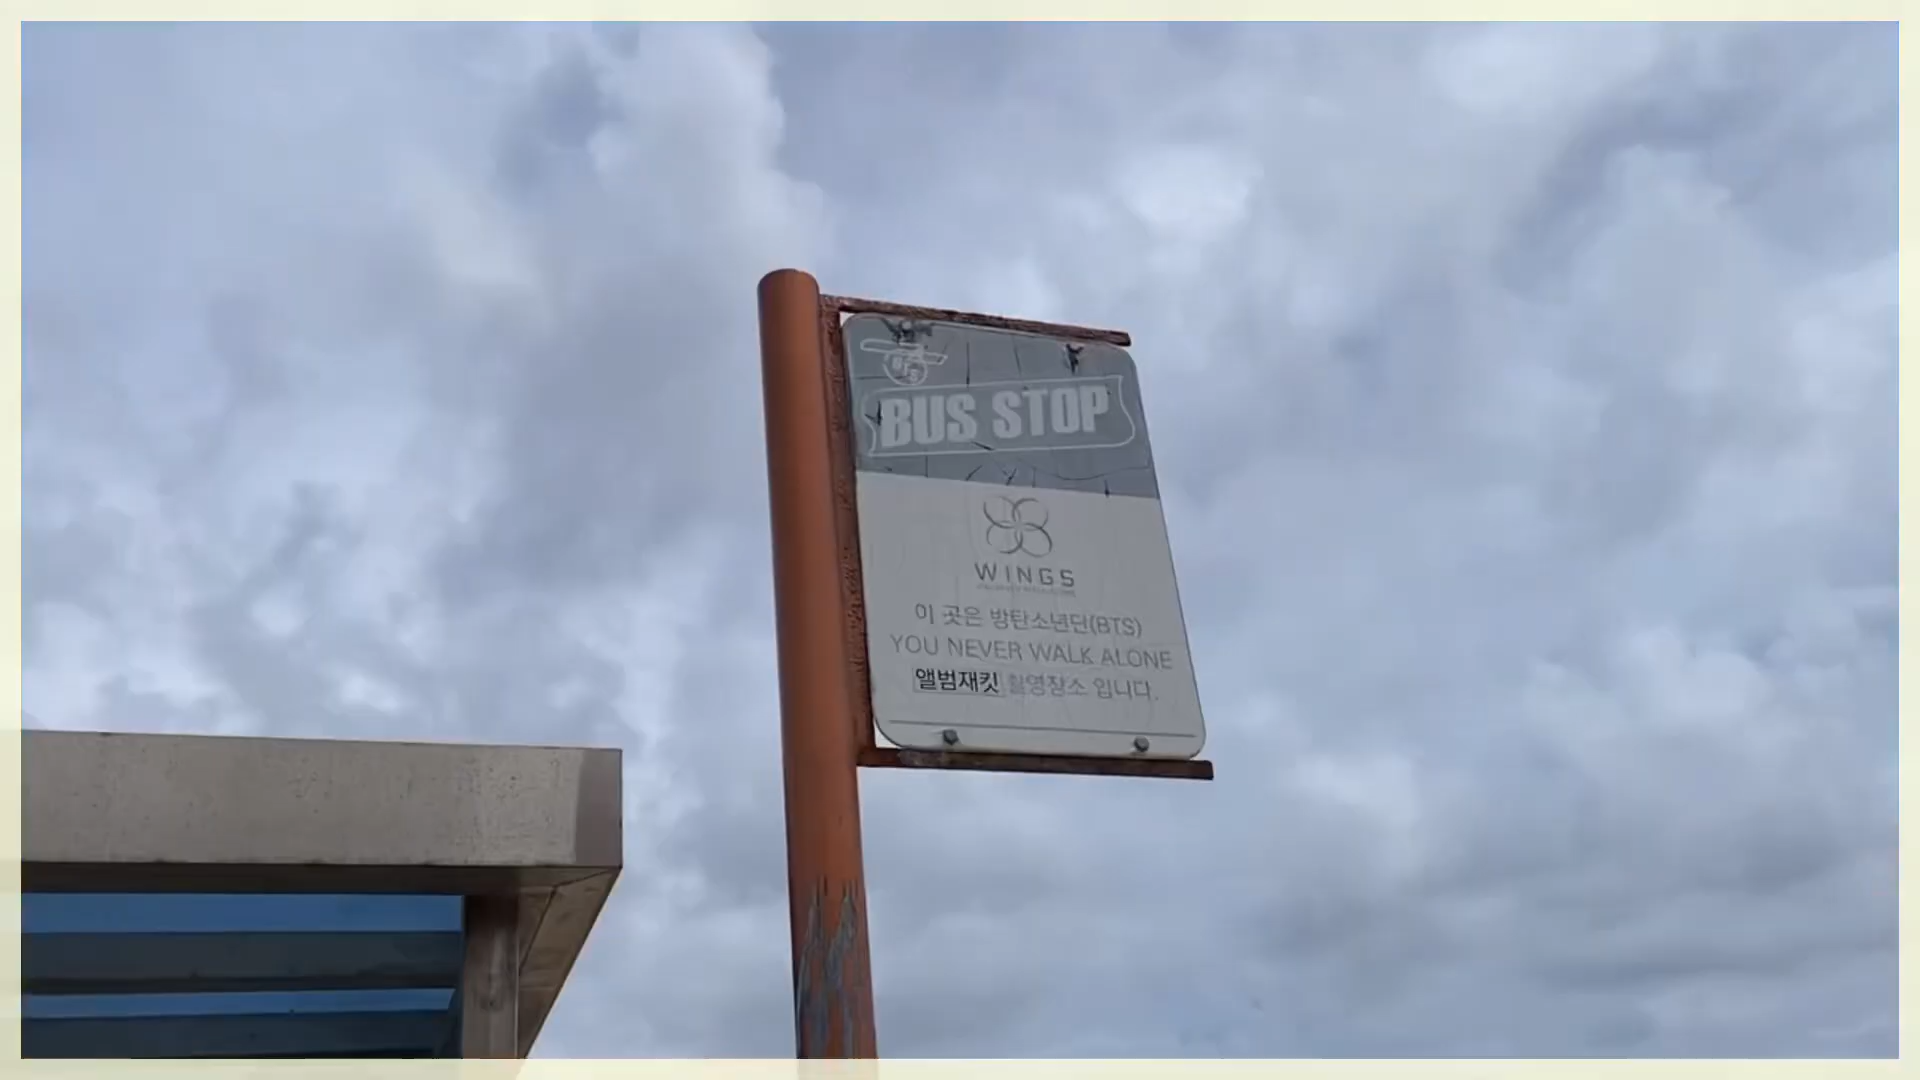 BTS
BUS STOP
WINGS
이 곳은 방탄소년단(BTS)
YOU NEVER WALK ALONE
앨범재킷 촬영장소 입니다.